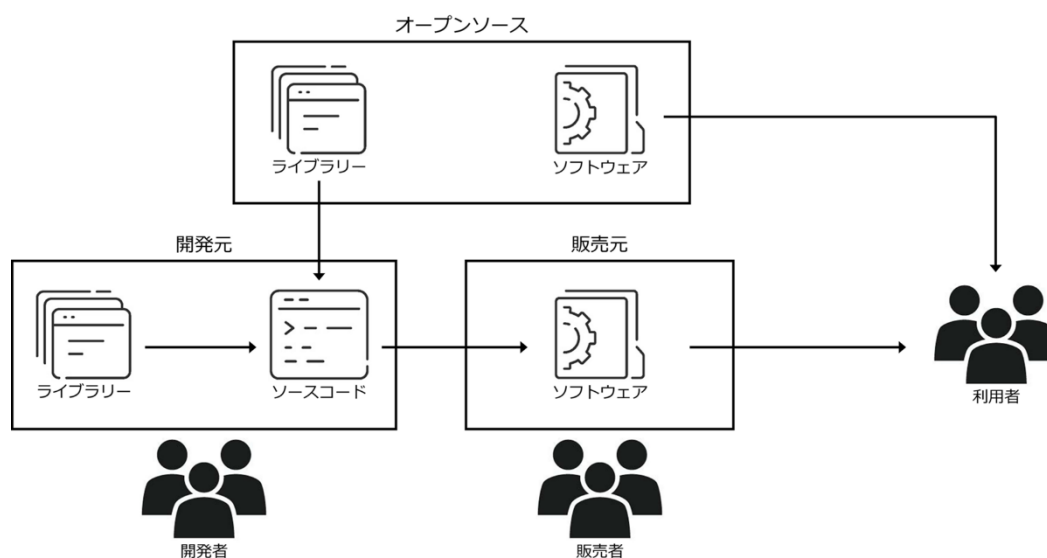 オープンソース
ライブラリー
ソフトウェア
開発元
販売元
ライブラリー
ソースコード
ソフトウェア
利用者
開発者
販売者